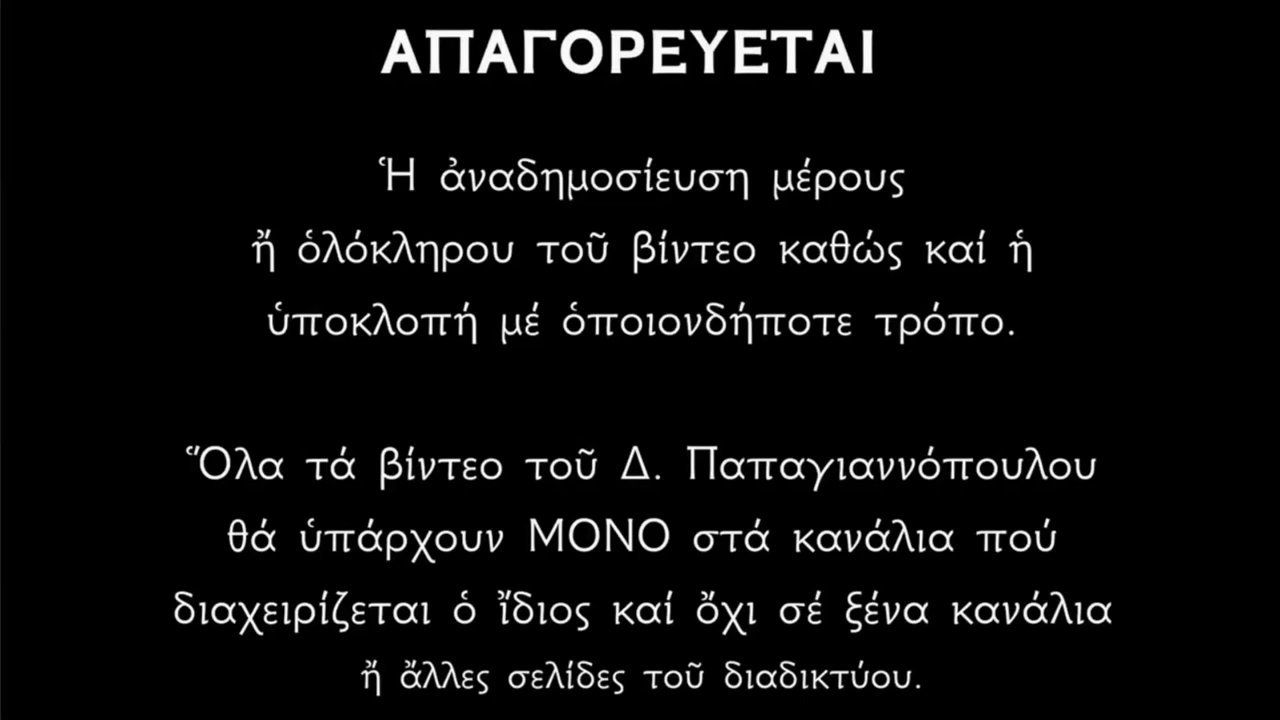 ΑΠΑΓΟΡΕΥΕΤΑΙ
Ἡ ἀναδημοσίευση μέρους
ἤ ὁλόκληρου τοῦ βίντεο καθώς καί ἡ
ὑποκλοπή μέ ὁποιονδήποτε τρόπο.
Ὅλα τά βίντεο τοῦ Δ. Παπαγιαννόπουλου
θά ὑπάρχουν ΜΟΝΟ στά κανάλια πού
διαχειρίζεται ὁ ἴδιος καί ὄχι σέ ξένα κανάλια
ἤ ἄλλες σελίδες τοῦ διαδικτύου.